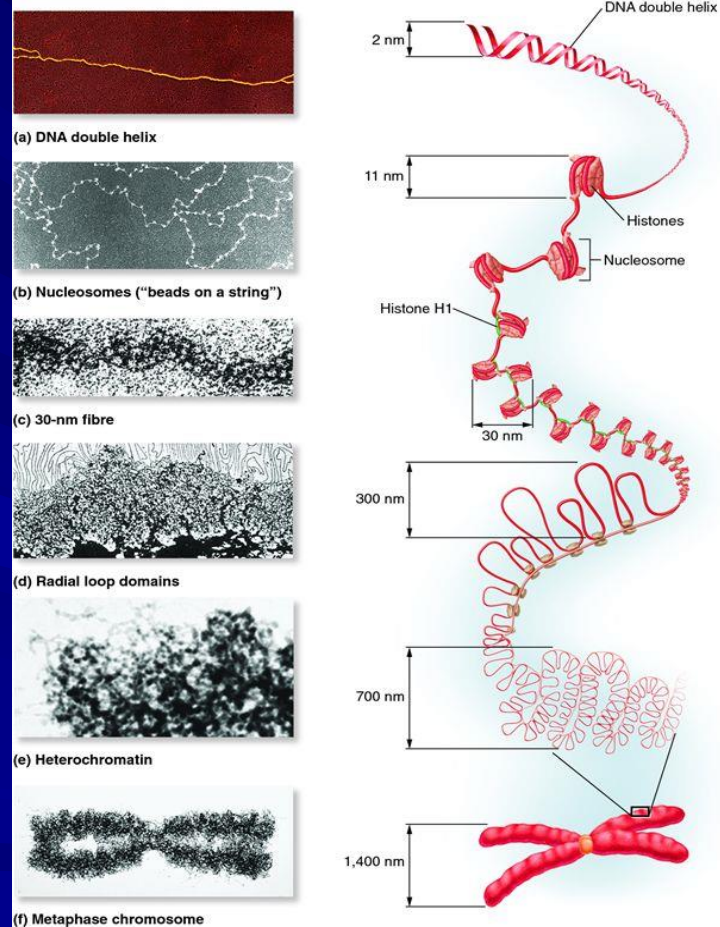 DNA double helix
2 nm
(a) DNA double helix
11 nm
Histones
Nucleosome
(b) Nucleosomes (“beads on a string”)
Histone H1
(c) 30-nm fibre
30 nm
300 nm
(d) Radial loop domains
700 nm
(e) Heterochromatin
1,400 nm
(f) Metaphase chromosome